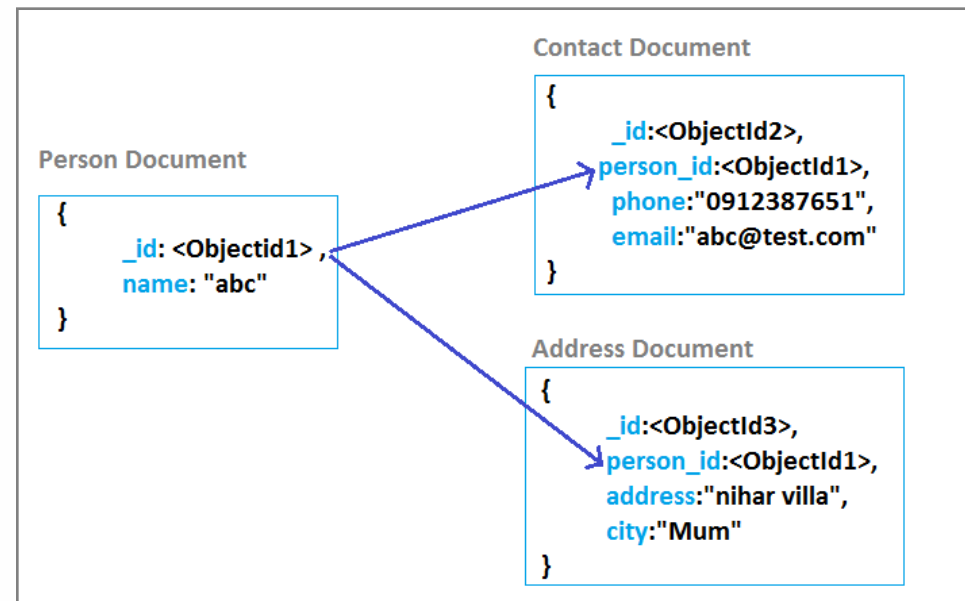 Person Document
{
_id: <Objectid1> ,
name: "abc"
}
Contact Document
{
_id:<ObjectId2>,
person_id:<ObjectId1>,
phone:"0912387651",
email:"abc@test.com"
}
Address Document
{
_id:<ObjectId3>,
person_id:<ObjectId1>,
address:"nihar villa",
city:"Mum"
}